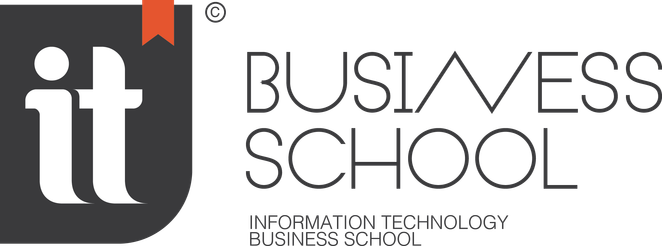 ©
it
BUSINESS
SCHOOL
INFORMATION TECHNOLOGY
BUSINESS SCHOOL